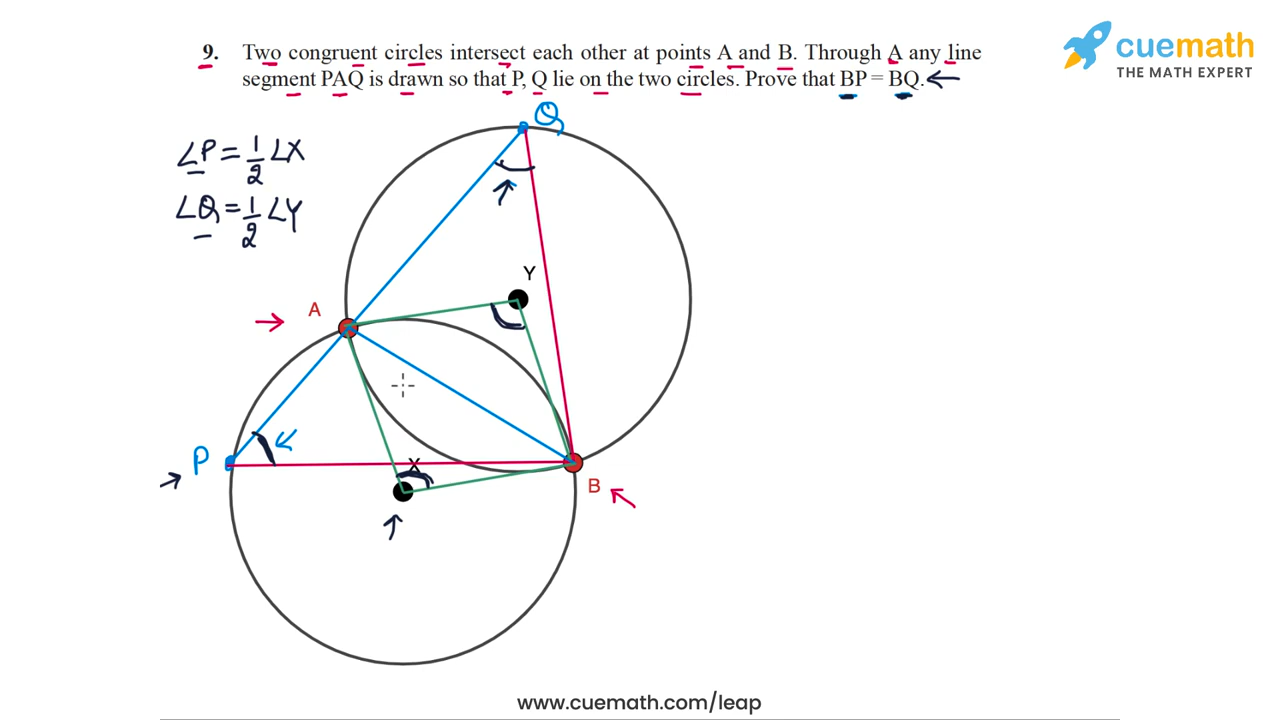 9. Two congruent circles intersect each other at points A and B. Through A any line
segment PAQ is drawn so that P, Q lie on the two circles. Prove that BP = BQ.
cuemath
THE MATH EXPERT
Q
∠P = 1/2 ∠X
∠Q = 1/2 ∠Y
Y
A
P
X
B
www.cuemath.com/leap